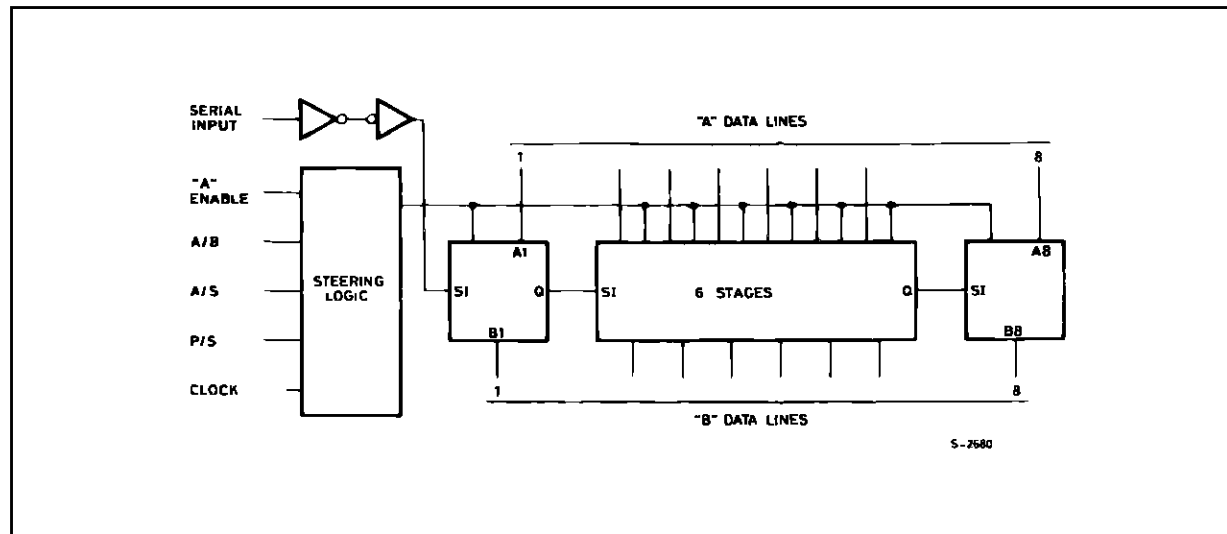 SERIAL
INPUT
"A" DATA LINES
1
8
"A"
ENABLE
A/B
A/S
P/S
CLOCK
STEERING
LOGIC
A1
SI
Q
B1
SI
6 STAGES
Q
A8
SI
B8
1
8
"B" DATA LINES
S-2680